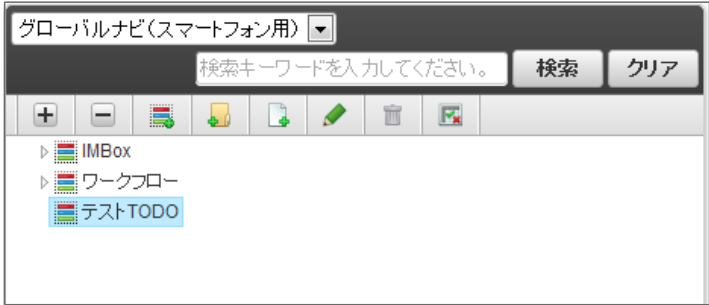 グローバルナビ(スマートフォン用)
検索キーワードを入力してください。 検索 クリア
IMBox
ワークフロー
テストTODO